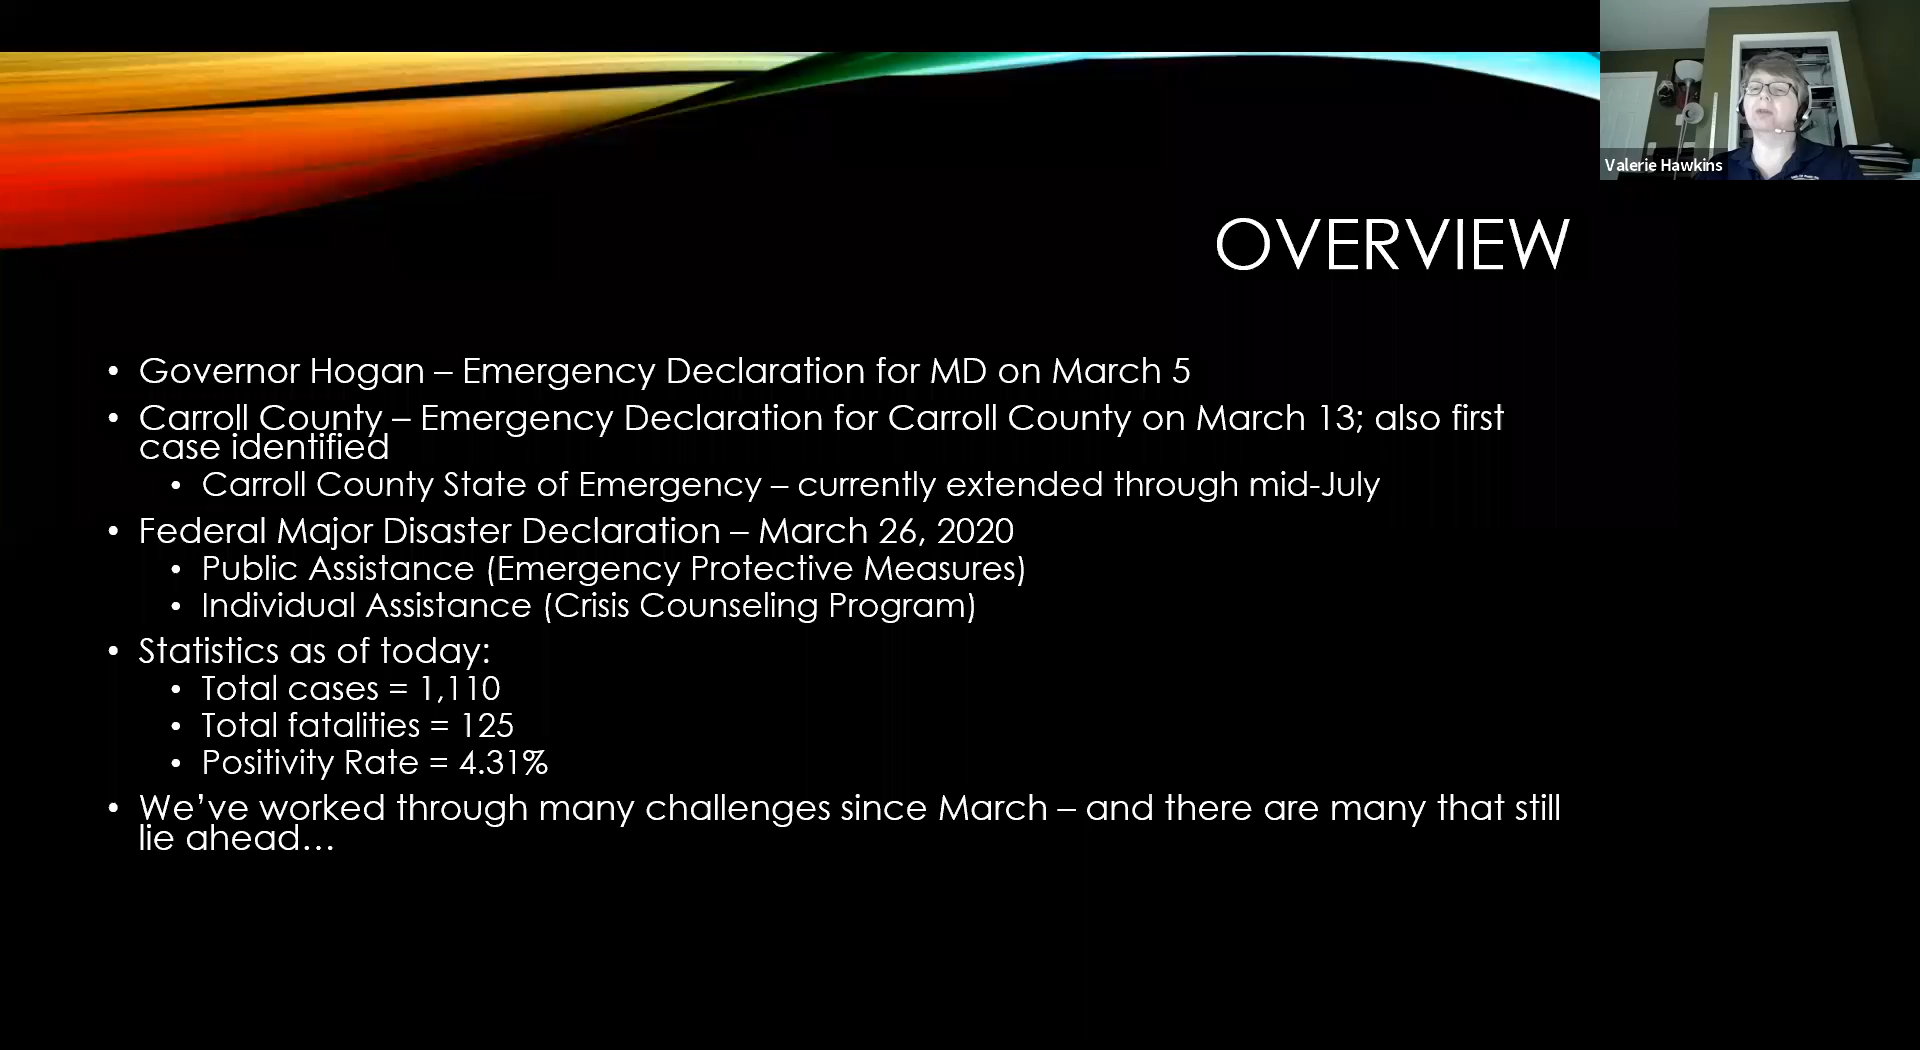 Valerie Hawkins
OVERVIEW
• Governor Hogan – Emergency Declaration for MD on March 5
• Carroll County – Emergency Declaration for Carroll County on March 13; also first
case identified
• Carroll County State of Emergency – currently extended through mid-July
• Federal Major Disaster Declaration – March 26, 2020
• Public Assistance (Emergency Protective Measures)
• Individual Assistance (Crisis Counseling Program)
• Statistics as of today:
• Total cases = 1,110
• Total fatalities = 125
• Positivity Rate = 4.31%
• We’ve worked through many challenges since March – and there are many that still
lie ahead…